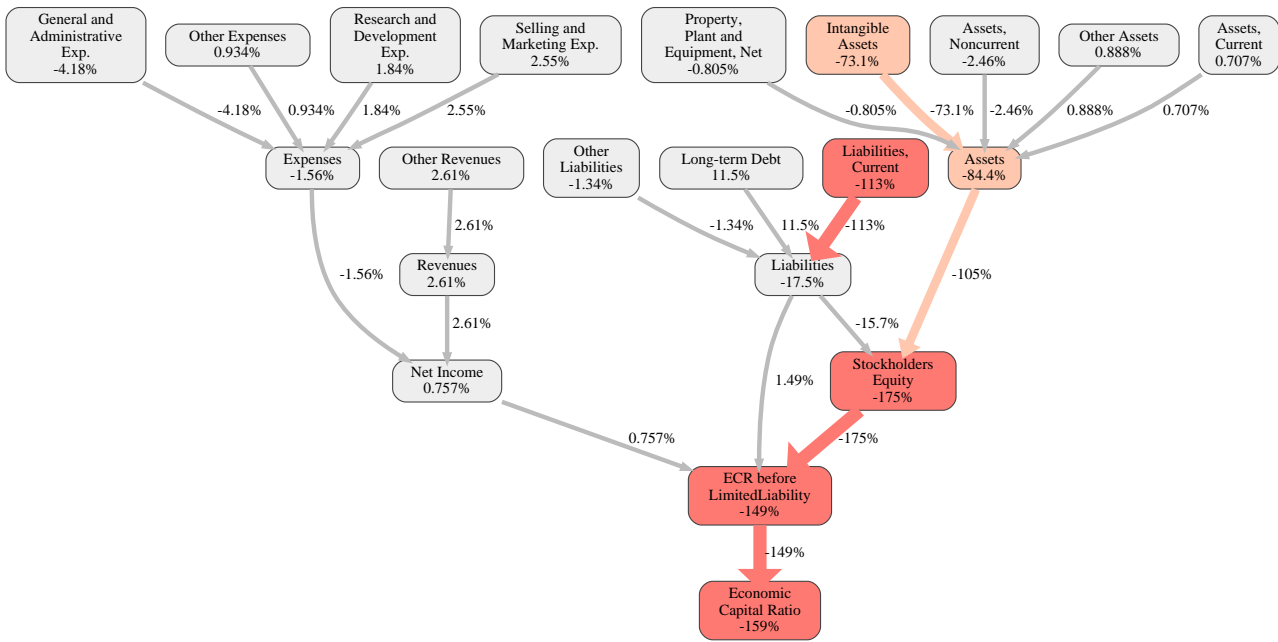 General and
Administrative
Exp.
-4.18%
Other Expenses
0.934%
Research and
Development
Exp.
1.84%
Selling and
Marketing Exp.
2.55%
Property,
Plant and
Equipment, Net
-0.805%
Intangible
Assets
-73.1%
Assets,
Noncurrent
-2.46%
Other Assets
0.888%
Assets,
Current
0.707%
-4.18%
0.934%
1.84%
2.55%
-0.805%
-73.1%
-2.46%
0.888%
0.707%
Expenses
-1.56%
Other Revenues
2.61%
Other
Liabilities
-1.34%
Long-term Debt
11.5%
Liabilities,
Current
-113%
Assets
-84.4%
2.61%
-1.34%
11.5%
-113%
-1.56%
Revenues
2.61%
Liabilities
-17.5%
-105%
2.61%
-15.7%
Net Income
0.757%
1.49%
Stockholders
Equity
-175%
0.757%
-175%
ECR before
LimitedLiability
-149%
-149%
Economic
Capital Ratio
-159%